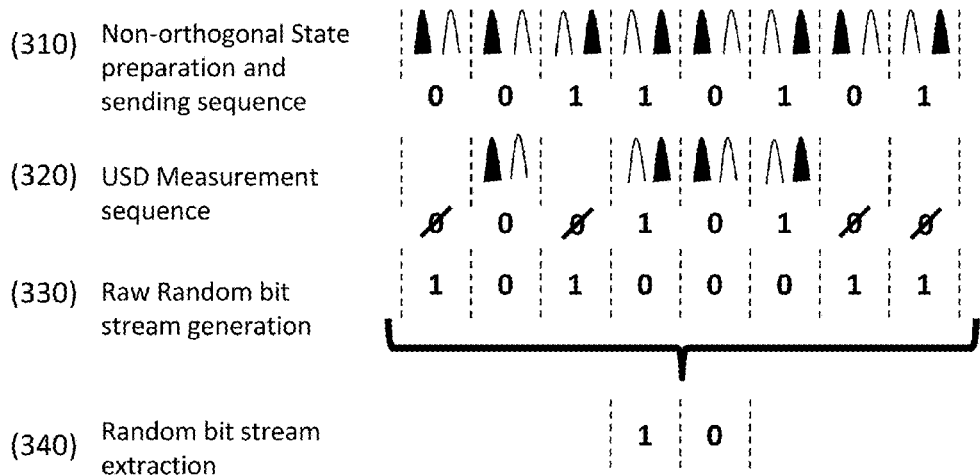 (310) Non-orthogonal State
preparation and
sending sequence
0 0 1 1 0 1 0 1
(320) USD Measurement
sequence
Ø 0 Ø 1 0 1 Ø Ø
(330) Raw Random bit
stream generation
1 0 1 0 0 0 1 1
(340) Random bit stream
extraction
1 0